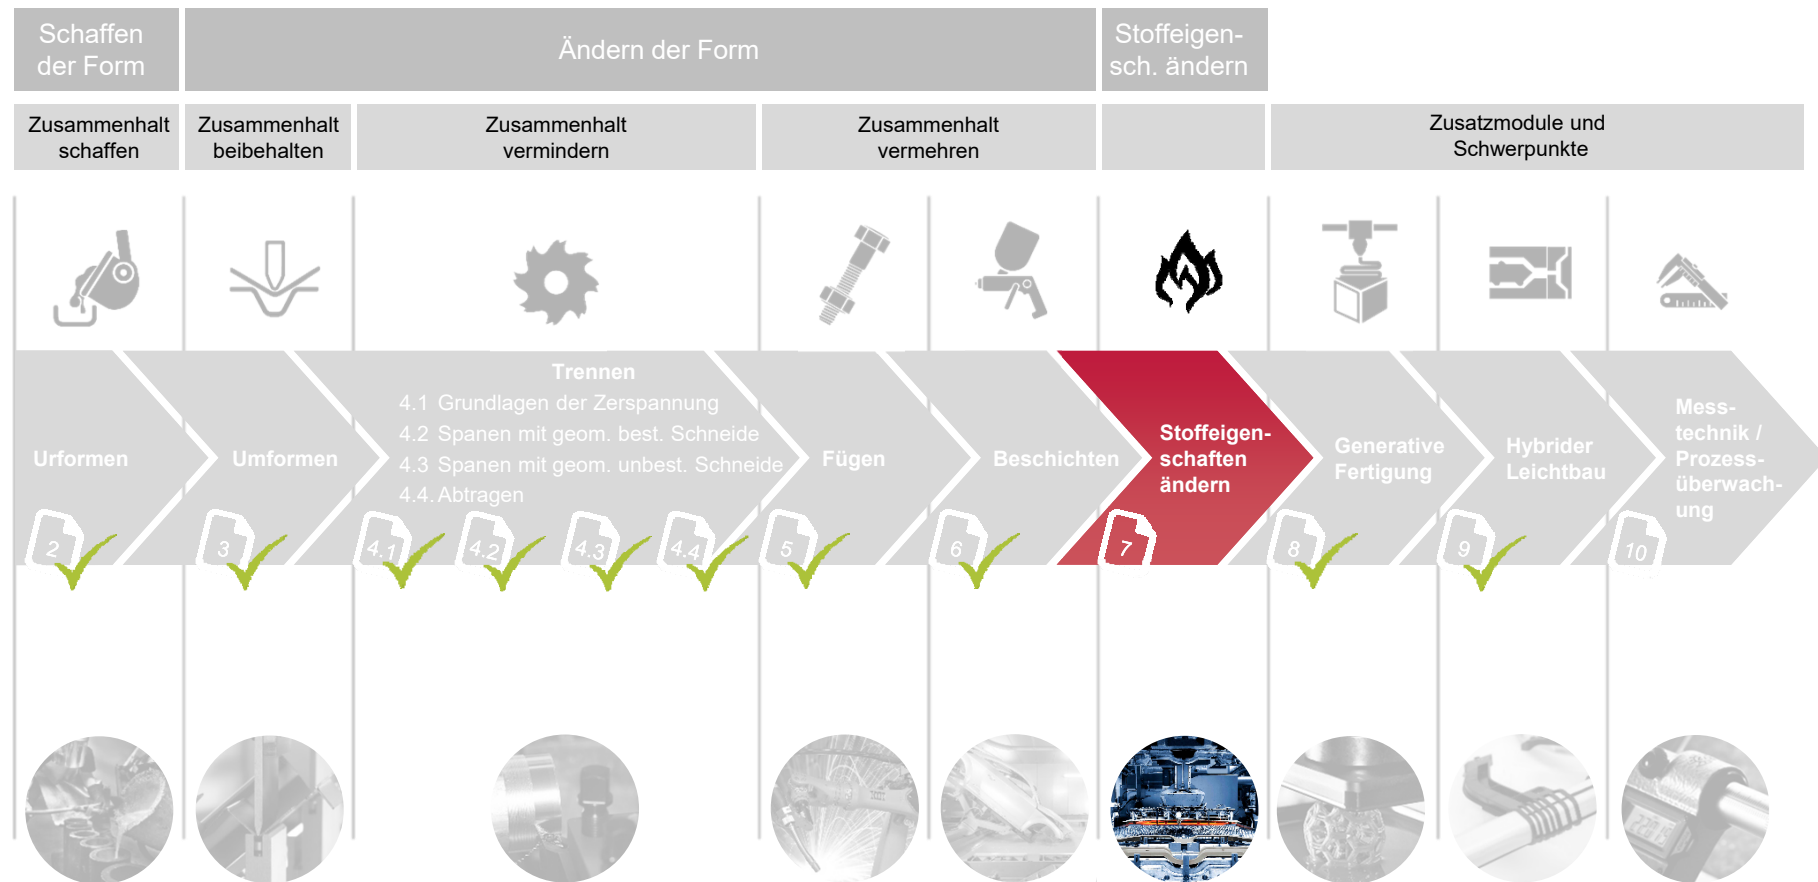 Schaffen
der Form
Ändern der Form
Stoffeigen-
sch. ändern
Zusammenhalt
schaffen
Zusammenhalt
beibehalten
Zusammenhalt
vermindern
Zusammenhalt
vermehren
Zusatzmodule und
Schwerpunkte
Urformen
Umformen
Trennen
4.1 Grundlagen der Zerspannung
4.2 Spanen mit geom. best. Schneide
4.3 Spanen mit geom. unbest. Schneide
4.4. Abtragen
Fügen
Beschichten
Stoffeigen-
schaften
ändern
Generative
Fertigung
Hybrider
Leichtbau
Mess-
technik /
Prozess-
überwach-
ung
2
3
4.1
4.2
4.3
4.4
5
6
7
8
9
10